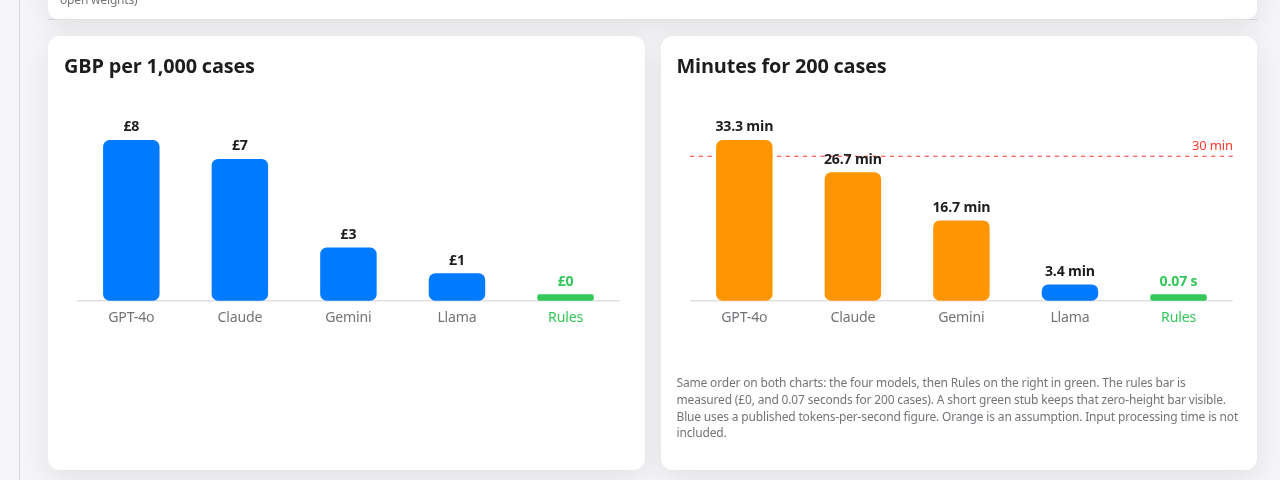 open weights)
GBP per 1,000 cases
£8
£7
£3
£1
£0
GPT-4o
Claude
Gemini
Llama
Rules
Minutes for 200 cases
33.3 min
30 min
26.7 min
16.7 min
3.4 min
0.07 s
GPT-4o
Claude
Gemini
Llama
Rules
Same order on both charts: the four models, then Rules on the right in green. The rules bar is
measured (£0, and 0.07 seconds for 200 cases). A short green stub keeps that zero-height bar visible.
Blue uses a published tokens-per-second figure. Orange is an assumption. Input processing time is not
included.